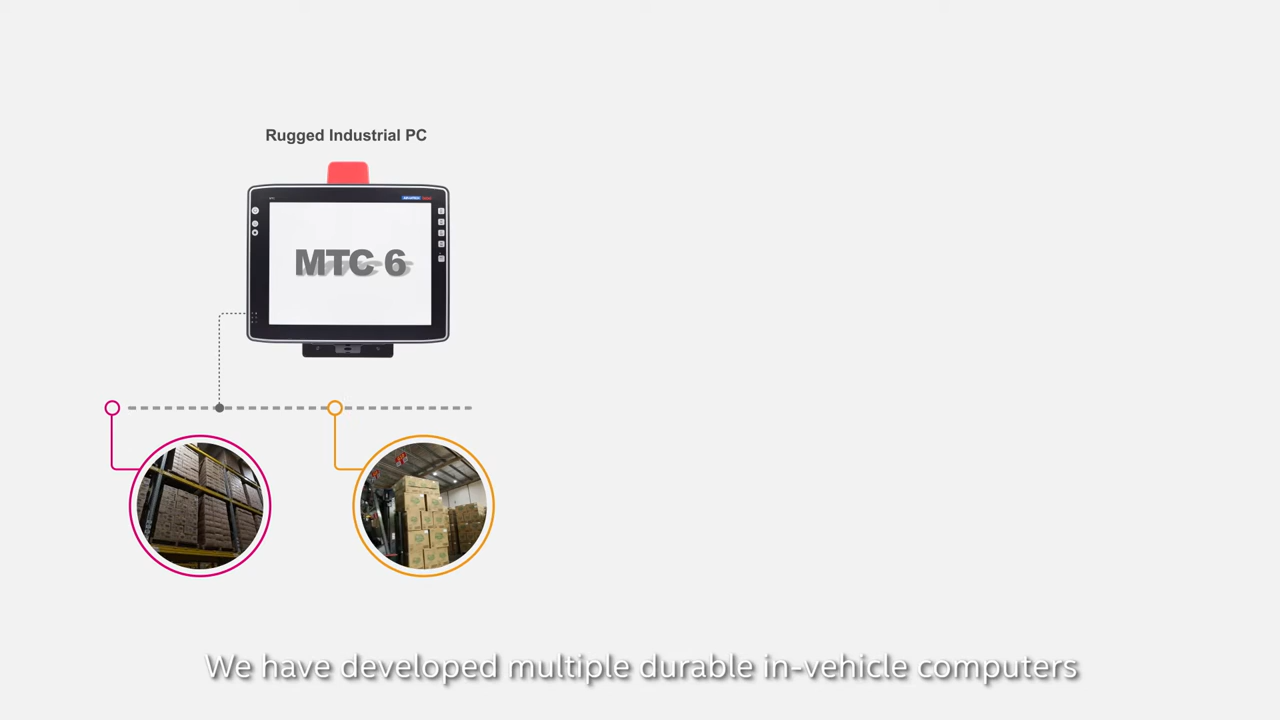 Rugged Industrial PC
MTC 6
We have developed multiple durable in-vehicle computers